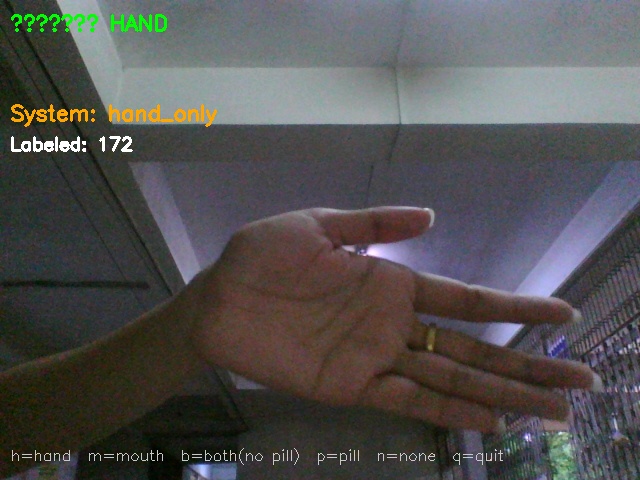 ??????? HAND
System: hand_only
Labeled: 172
h=hand m=mouth b=both(no pill) p=pill n=none q=quit